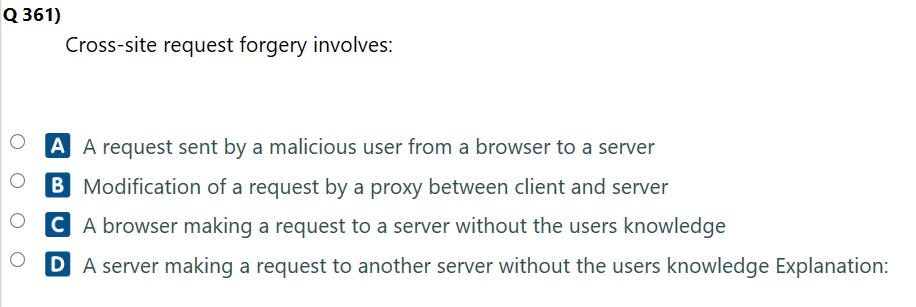 Q 361)
Cross-site request forgery involves:
A A request sent by a malicious user from a browser to a server
B Modification of a request by a proxy between client and server
C A browser making a request to a server without the users knowledge
D A server making a request to another server without the users knowledge Explanation: